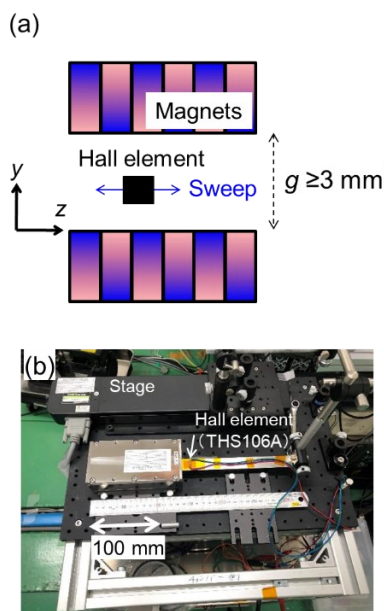 (a)
Magnets
Hall element
Sweep
g ≥3 mm
y
z
(b)
Stage
Hall element
(THS106A)
100 mm